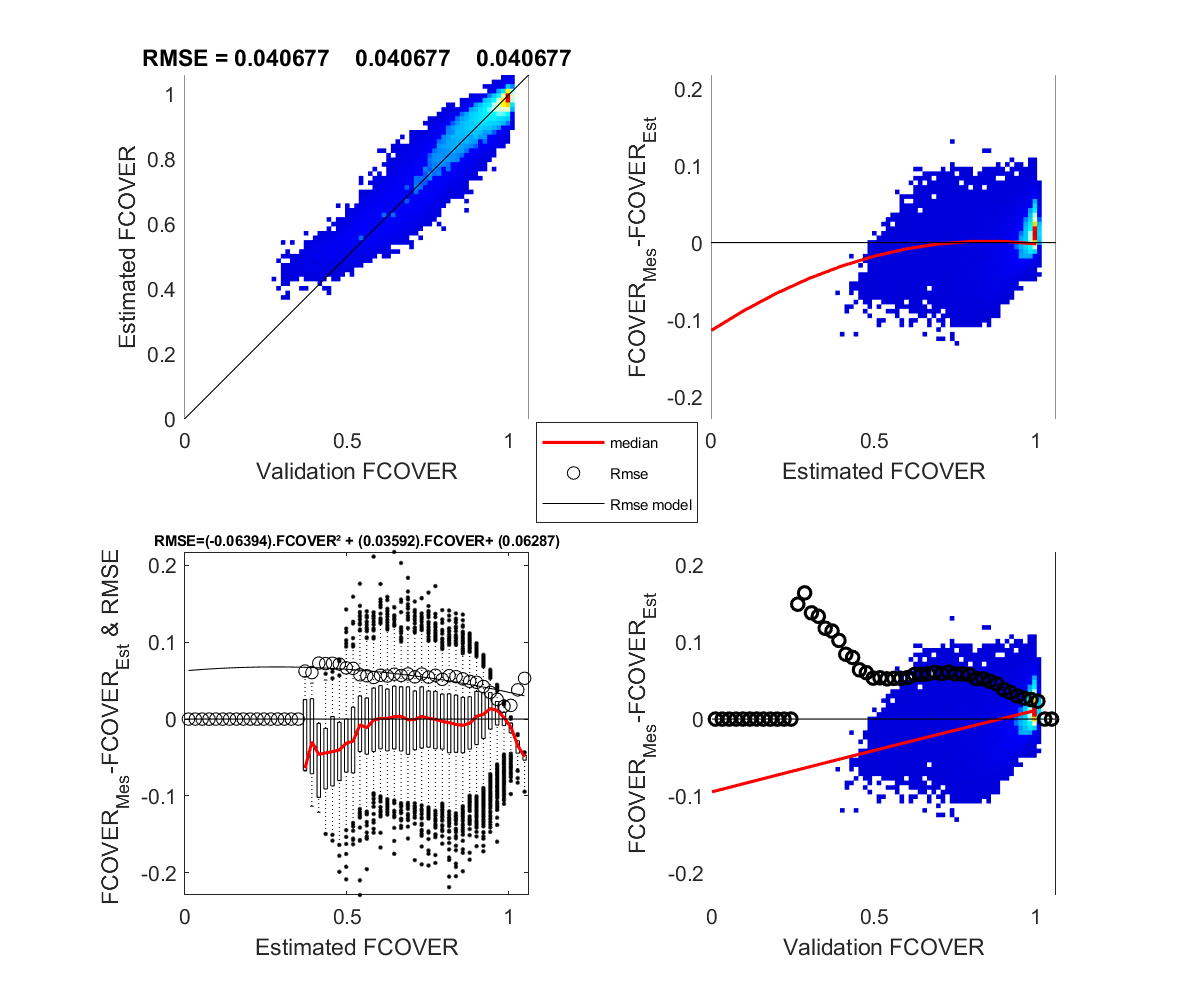 RMSE = 0.040677 0.040677 0.040677
1
0.8
0.6
0.4
0.2
0
0 0.5 1
Estimated FCOVER
Validation FCOVER
0.2
0.1
0
-0.1
-0.2
0 0.5 1
FCOVERMes-FCOVEREst
Estimated FCOVER
median
Rmse
Rmse model
RMSE=(-0.06394).FCOVER² + (0.03592).FCOVER+ (0.06287)
0.2
0.1
0
-0.1
-0.2
0 0.5 1
FCOVERMes-FCOVEREst & RMSE
Estimated FCOVER
0.2
0.1
0
-0.1
-0.2
0 0.5 1
FCOVERMes-FCOVEREst
Validation FCOVER